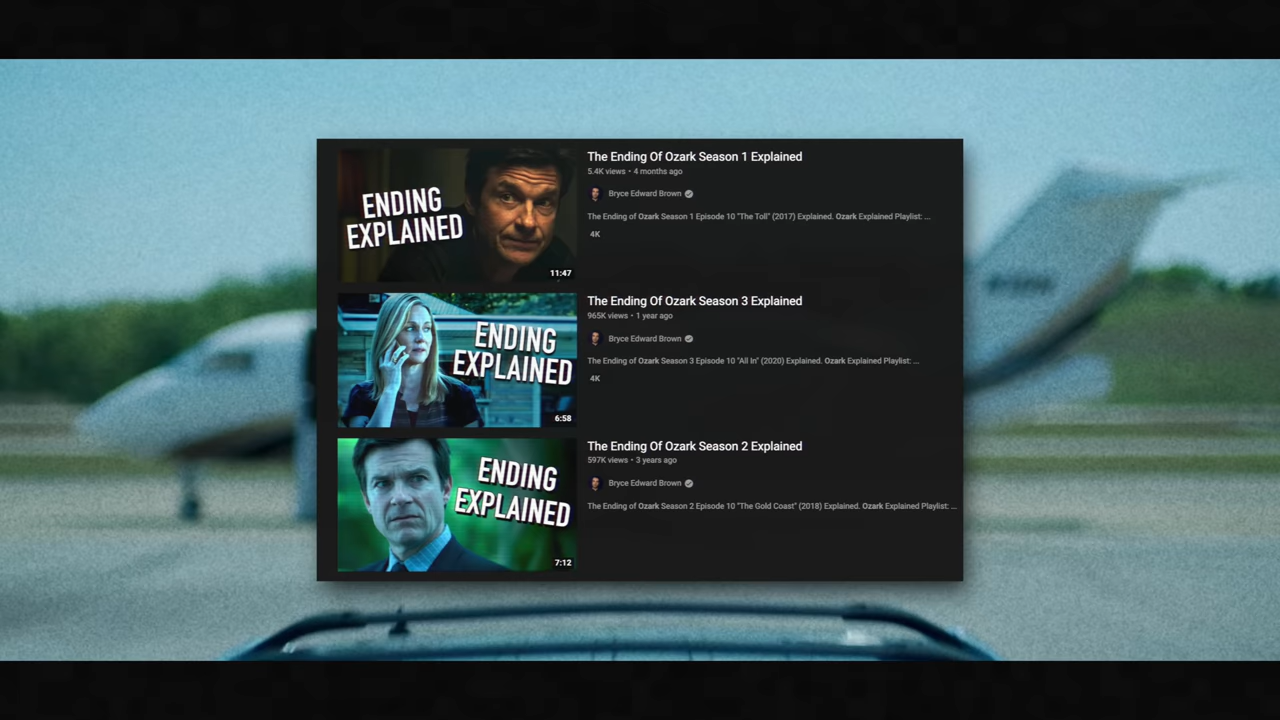 ENDING
EXPLAINED
11:47
The Ending Of Ozark Season 1 Explained
5.4K views • 4 months ago
Bryce Edward Brown
The Ending of Ozark Season 1 Episode 10 "The Toll" (2017) Explained. Ozark Explained Playlist: ...
4K
ENDING
EXPLAINED
6:58
The Ending Of Ozark Season 3 Explained
965K views • 1 year ago
Bryce Edward Brown
The Ending of Ozark Season 3 Episode 10 "All In" (2020) Explained. Ozark Explained Playlist: ...
4K
ENDING
EXPLAINED
7:12
The Ending Of Ozark Season 2 Explained
597K views • 3 years ago
Bryce Edward Brown
The Ending of Ozark Season 2 Episode 10 "The Gold Coast" (2018) Explained. Ozark Explained Playlist: ...